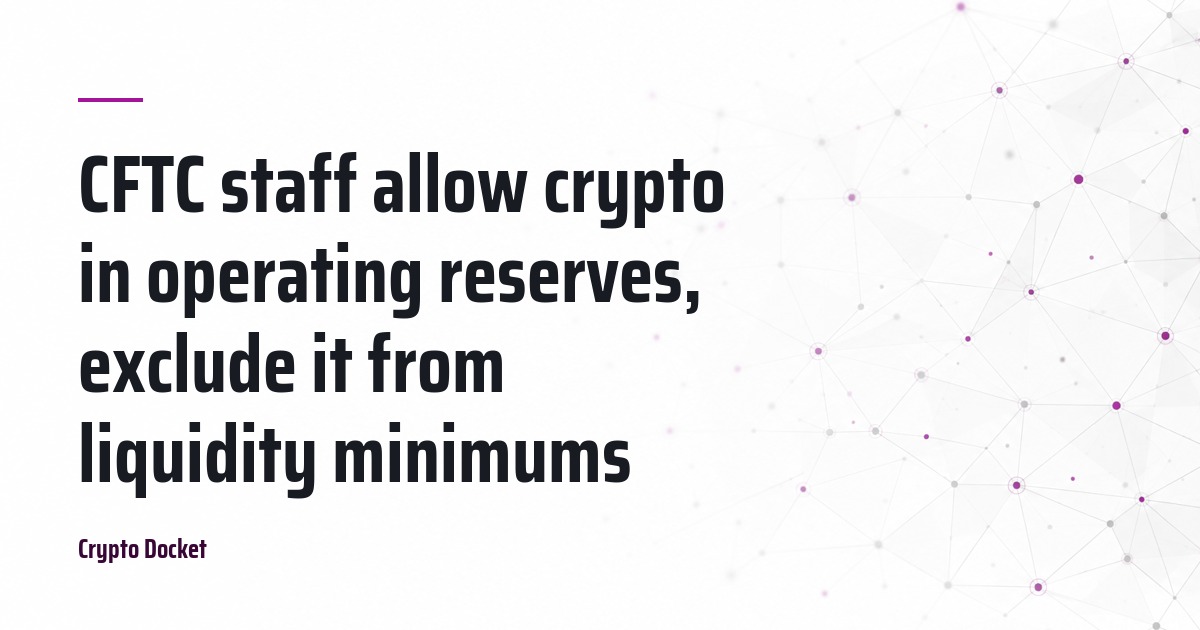 CFTC staff allow crypto
in operating reserves,
exclude it from
liquidity minimums
Crypto Docket